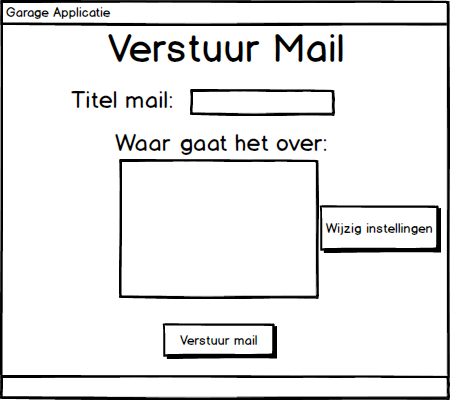 Garage Applicatie
Verstuur Mail
Titel mail:
Waar gaat het over:
Wijzig instellingen
Verstuur mail